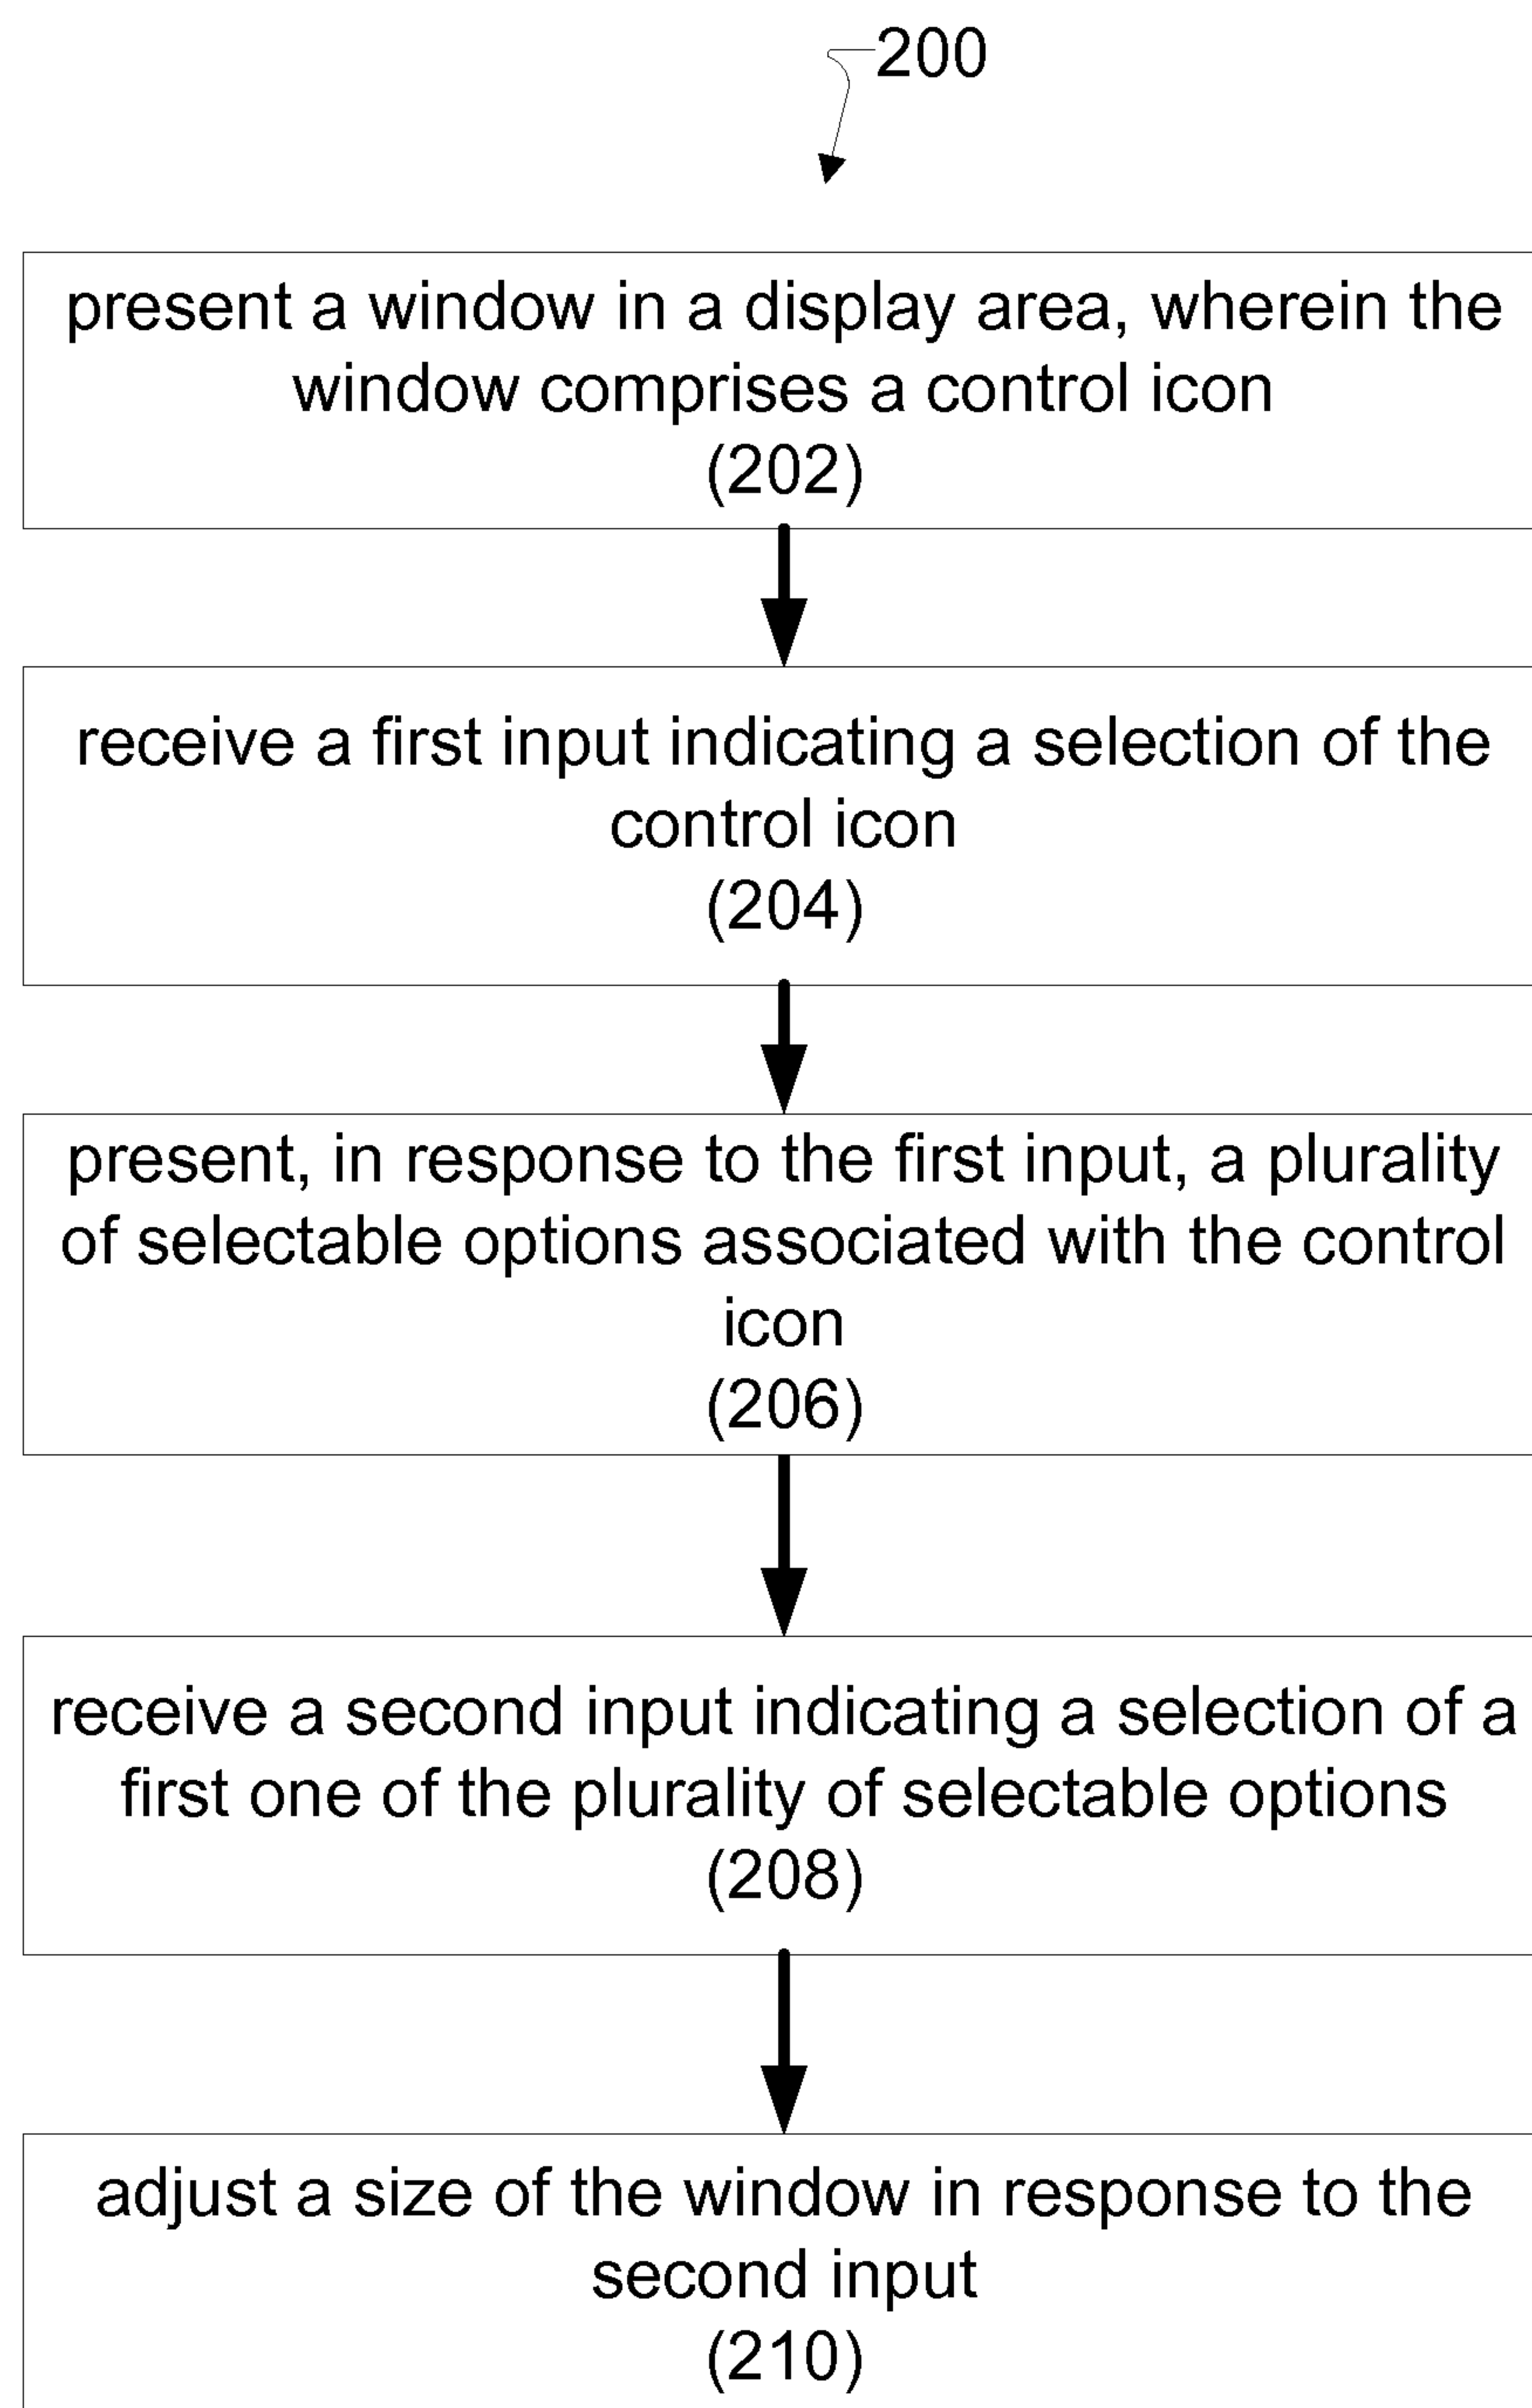 200
present a window in a display area, wherein the
window comprises a control icon
(202)
receive a first input indicating a selection of the
control icon
(204)
present, in response to the first input, a plurality
of selectable options associated with the control
icon
(206)
receive a second input indicating a selection of a
first one of the plurality of selectable options
(208)
adjust a size of the window in response to the
second input
(210)